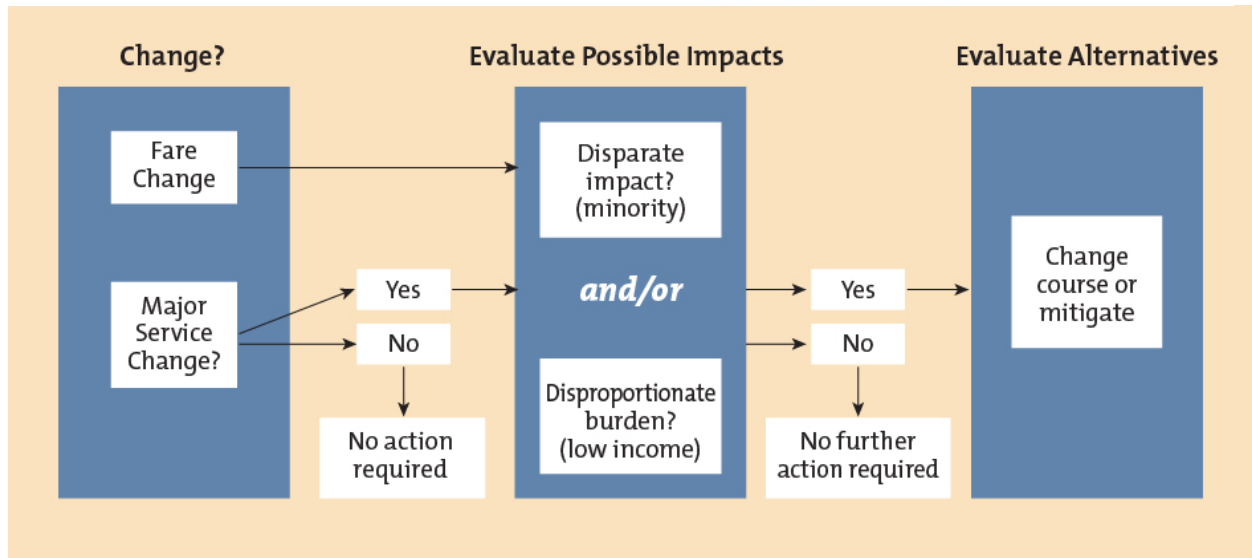 Change?
Evaluate Possible Impacts
Evaluate Alternatives
Fare
Change
Major
Service
Change?
Yes
No
No action
required
Disparate
impact?
(minority)
and/or
Disproportionate
burden?
(low income)
Yes
No
No further
action required
Change
course or
mitigate